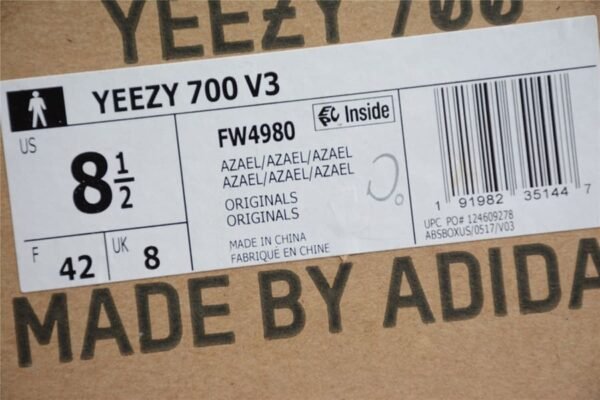 YEEZY 700
YEEZY 700 V3
US
8 1/2
F
42
UK
8
FW4980
Inside
AZAEL/AZAEL/AZAEL
AZAEL/AZAEL/AZAEL
ORIGINALS
ORIGINALS
MADE IN CHINA
FABRIQUÉ EN CHINE
1 91982 35144 7
UPC. PO# 124609278
ABSBOXUS/0517/V03
MADE BY ADIDA